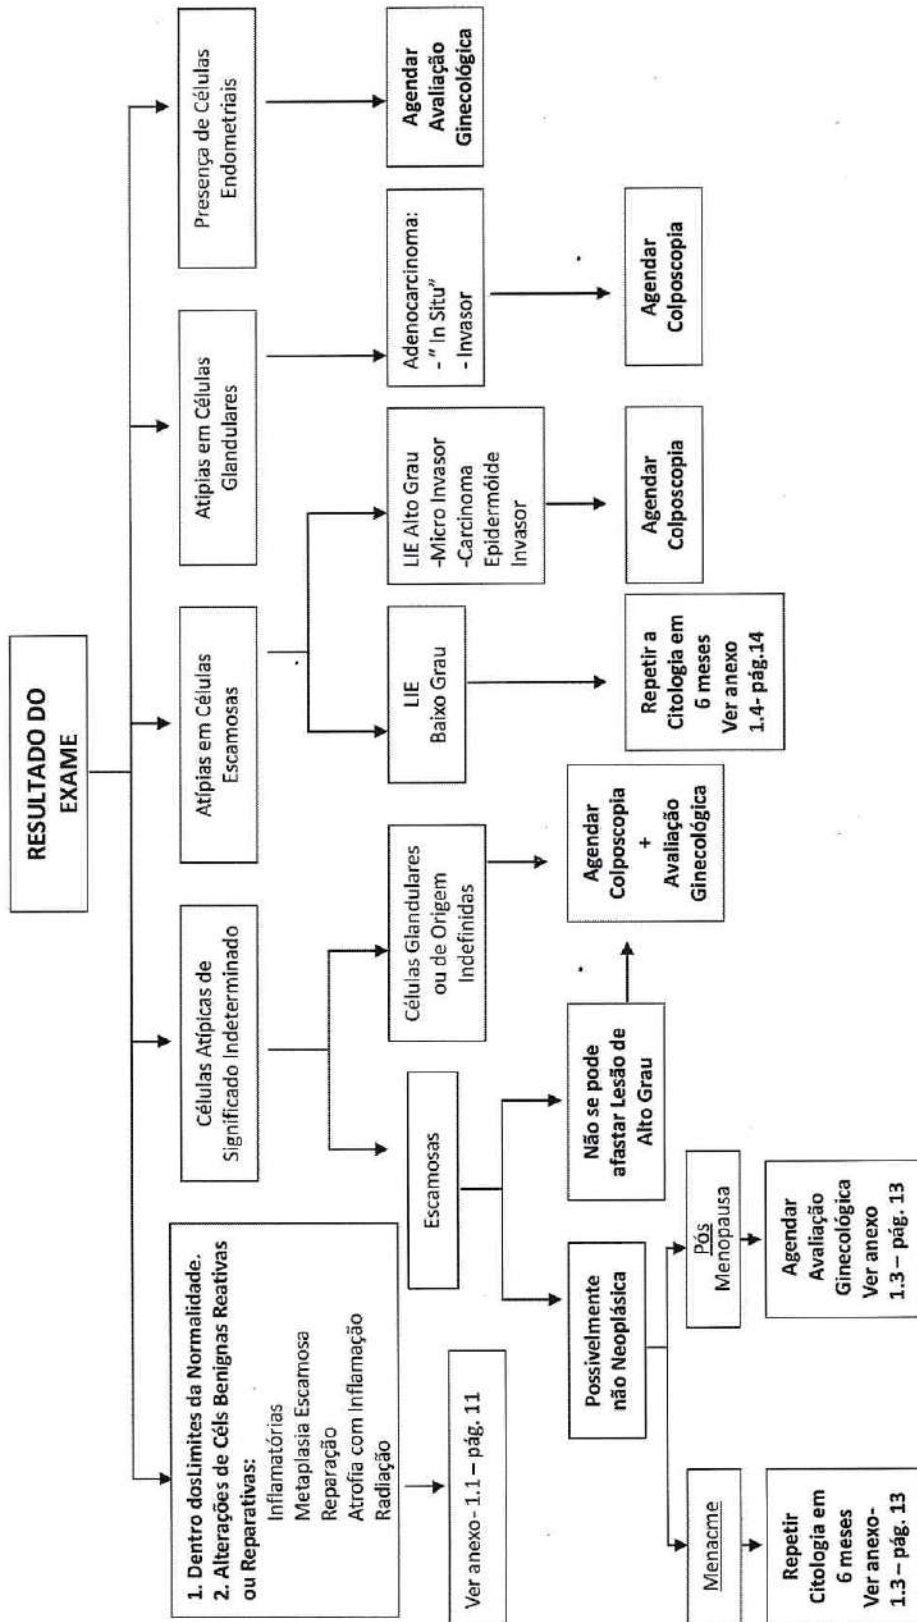 RESULTADO DO
EXAME
1. Dentro dosLimites da Normalidade.
2. Alterações de Céls Benignas Reativas
ou Reparativas:
Inflamatórias
Metaplasia Escamosa
Reparação
Atrofia com Inflamação
Radiação
Ver anexo- 1.1 – pág. 11
Células Atípicas de
Significado Indeterminado
Escamosas
Possivelmente
não Neoplásica
Menacme
Repetir
Citologia em
6 meses
Ver anexo-
1.3 – pág. 13
Pós
Menopausa
Agendar
Avaliação
Ginecológica
Ver anexo
1.3 – pág. 13
Não se pode
afastar Lesão de
Alto Grau
Células Glandulares
ou de Origem
Indefinidas
Agendar
Colposcopia
+
Avaliação
Ginecológica
Atípias em Células
Escamosas
LIE
Baixo Grau
Repetir a
Citologia em
6 meses
Ver anexo
1.4- pág.14
LIE Alto Grau
-Micro Invasor
-Carcinoma
Epidermóide
Invasor
Agendar
Colposcopia
Atipias em Células
Glandulares
Adenocarcinoma:
- " In Situ"
- Invasor
Agendar
Colposcopia
Presença de Células
Endometriais
Agendar
Avaliação
Ginecológica